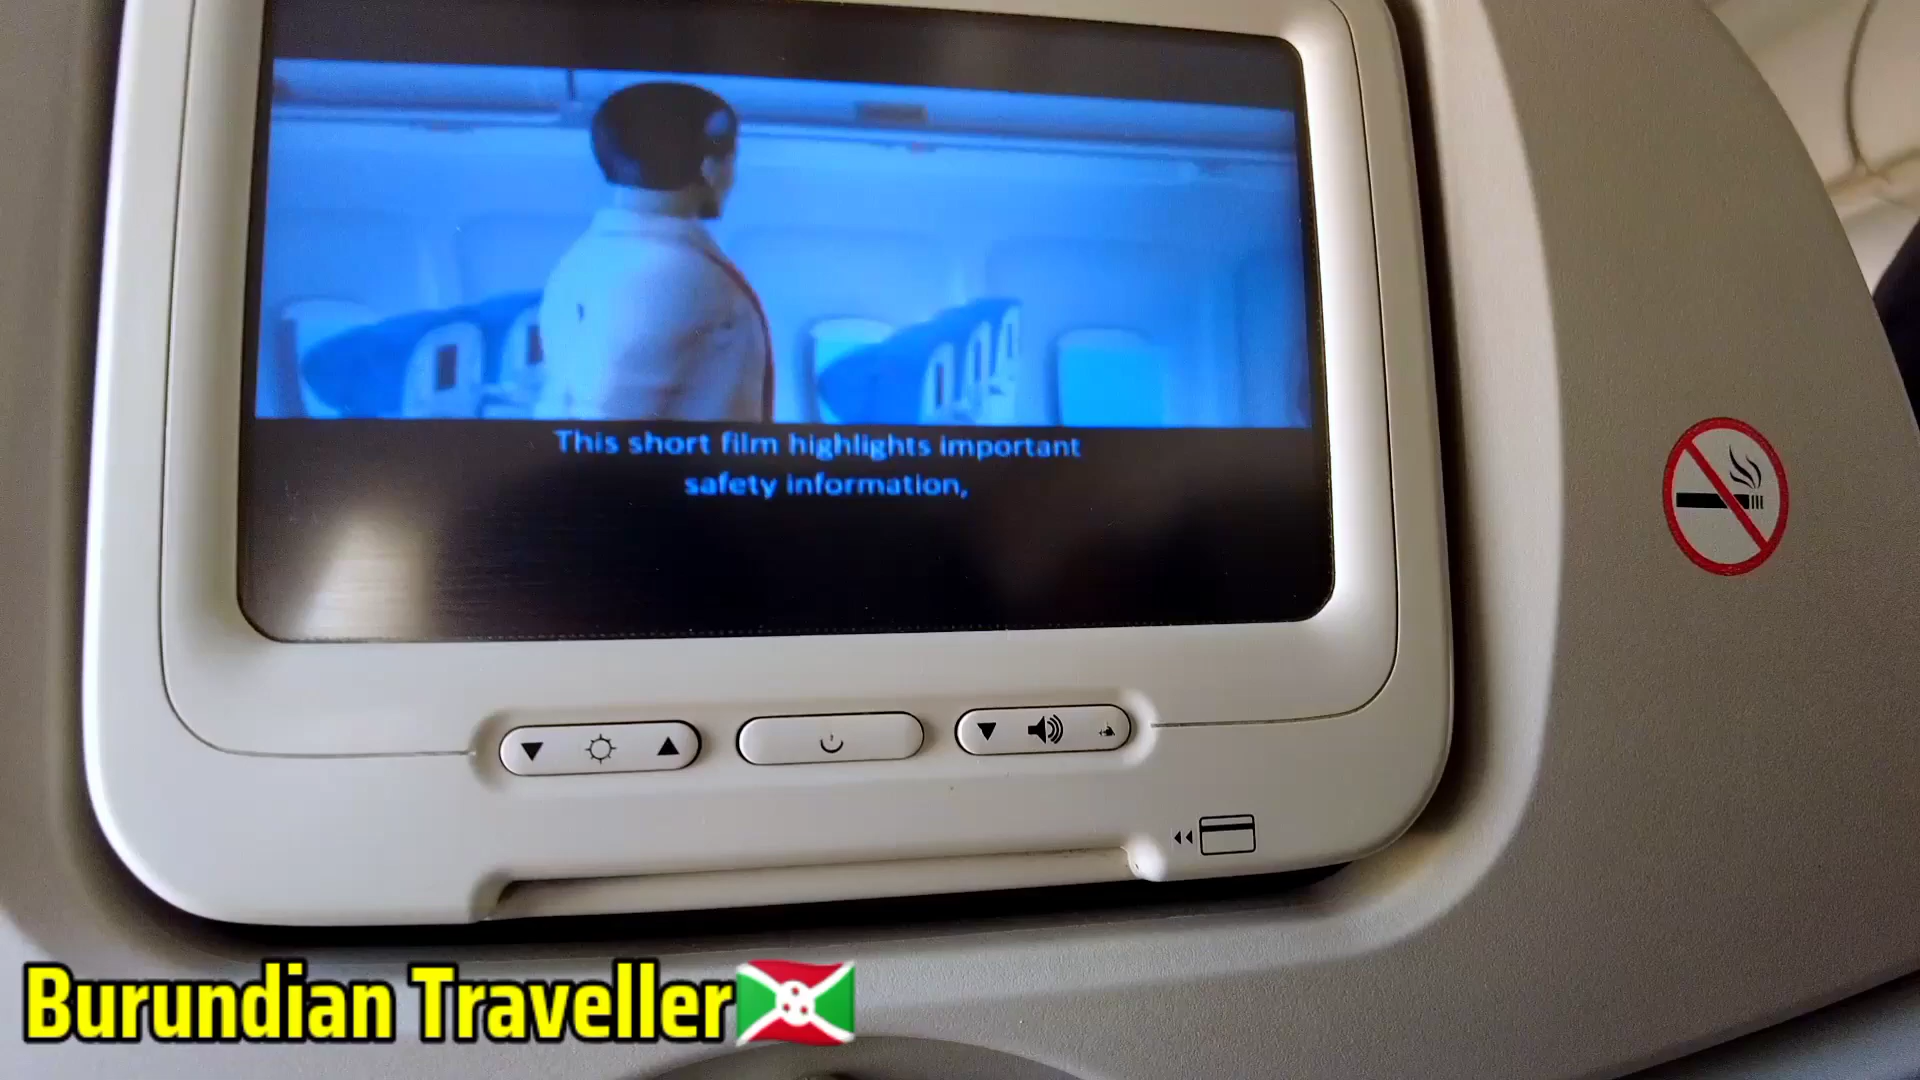 This short film highlights important
safety information,
Burundian Traveller